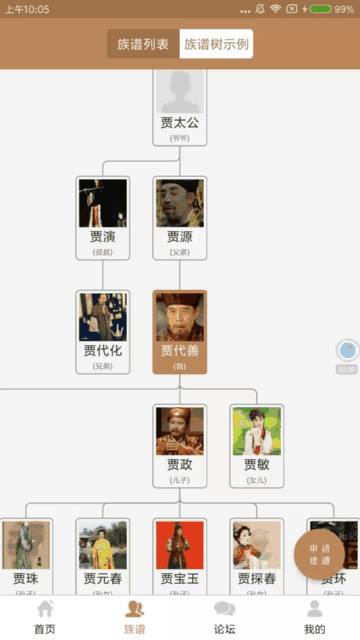 上午10:05
... 99%
族谱列表 族谱树示例
贾太公
(爷爷)
贾演 贾源
(叔叔) (父亲)
贾代化 贾代善
(兄弟) (我)
00:00
贾政 贾敏
(儿子) (女儿)
申请
建谱
贾珠 贾元春 贾宝玉 贾探春 贾环
首页 族谱 论坛 我的